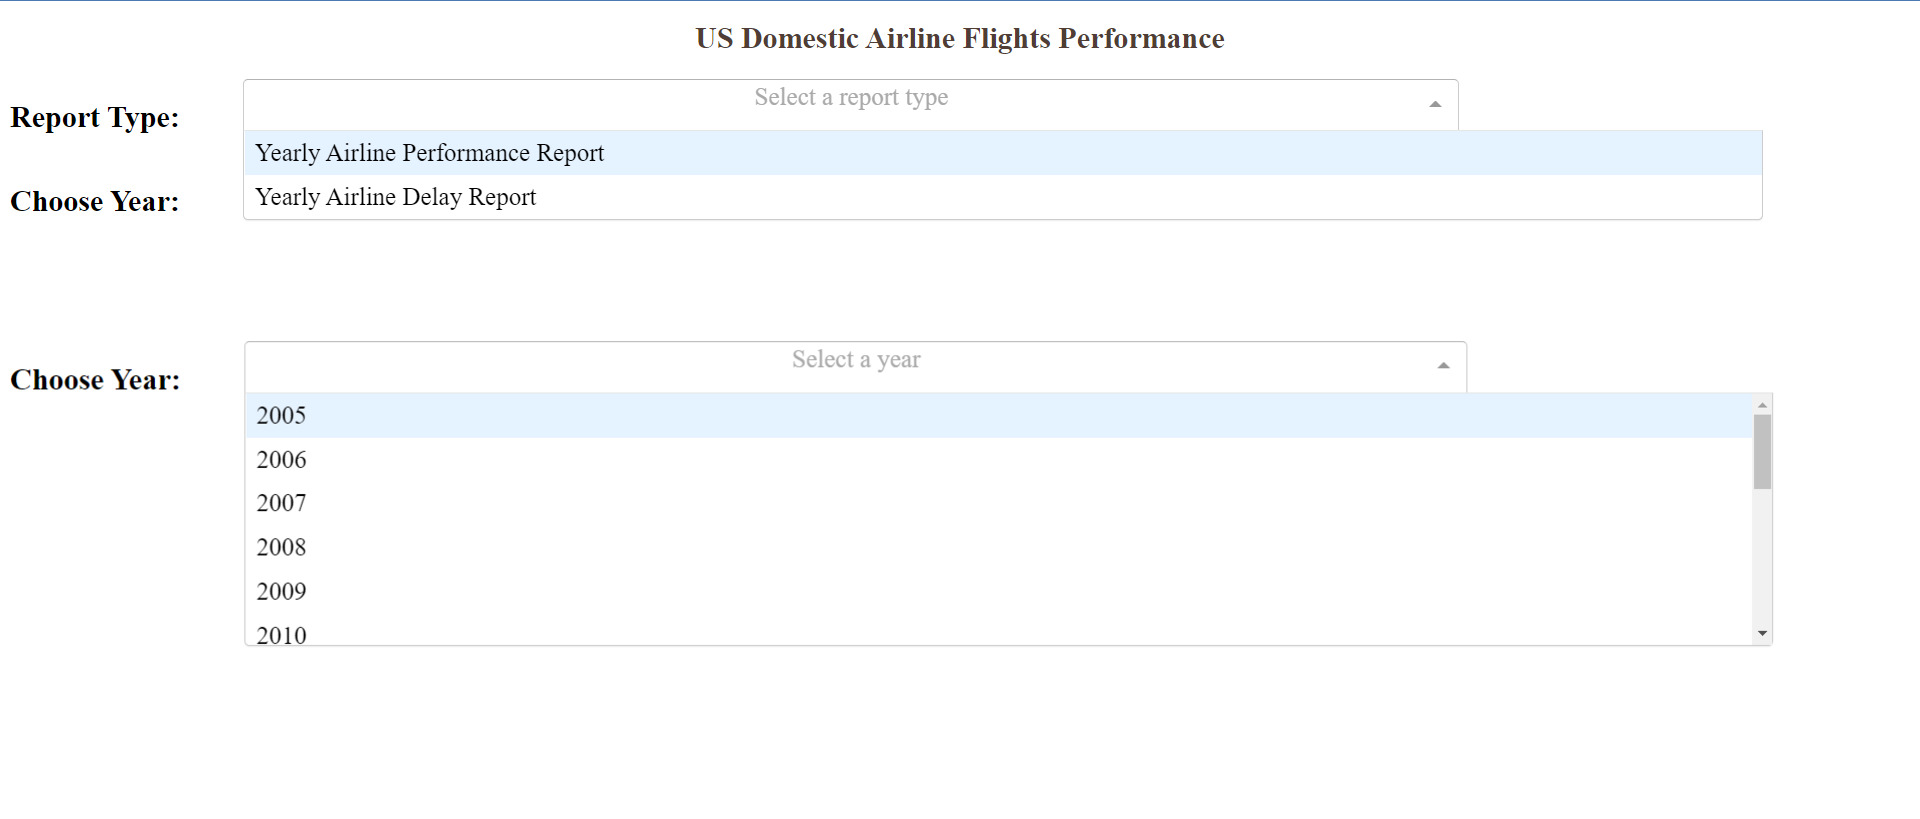 US Domestic Airline Flights Performance
Report Type:
Select a report type
Yearly Airline Performance Report
Choose Year:
Yearly Airline Delay Report
Choose Year:
Select a year
2005
2006
2007
2008
2009
2010